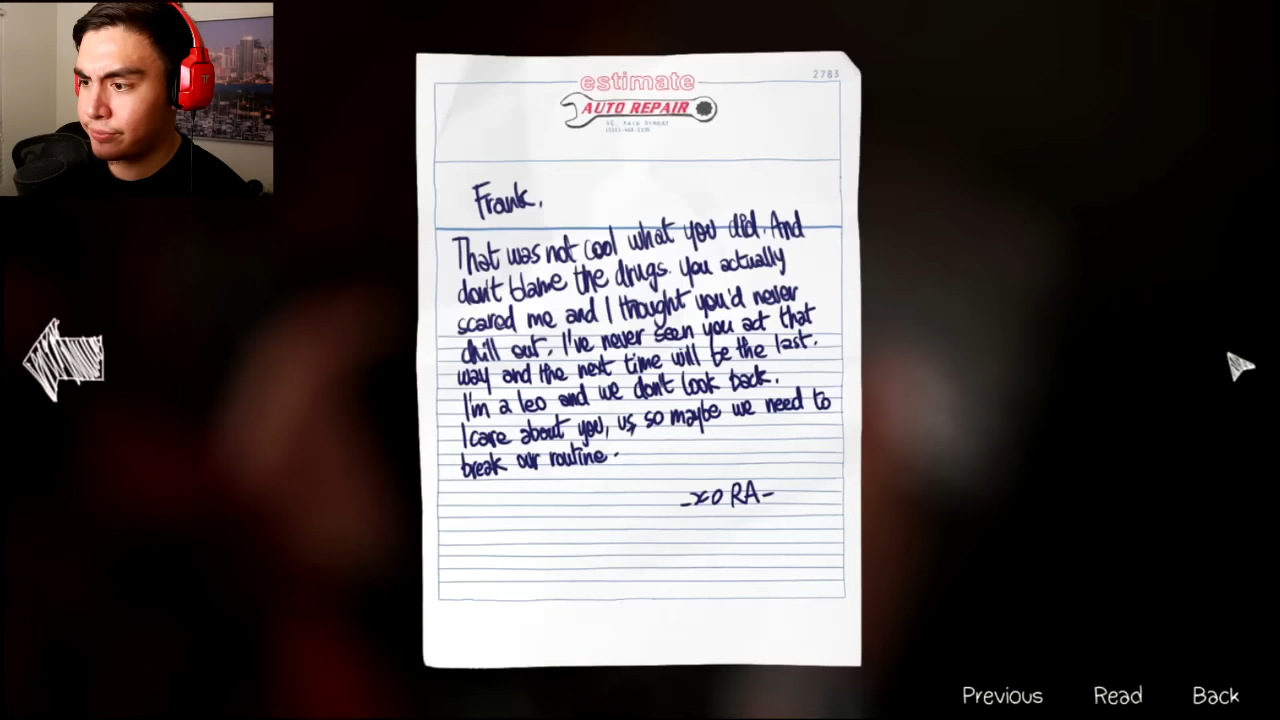 estimate
2783
AUTO REPAIR
Frank,
That was not cool what you did. And
don't blame the drugs. You actually
scared me and I thought you'd never
chill out. I've never seen you act that
way and the next time will be the last.
I'm a leo and we don't look back.
I care about you, us, so maybe we need to
break our routine.
-xo RA-
Previous Read Back